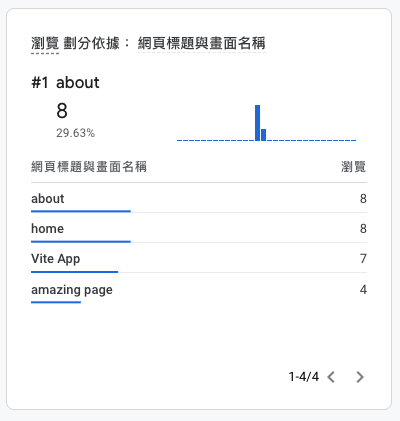 瀏覽 劃分依據： 網頁標題與畫面名稱
#1 about
8
29.63%
網頁標題與畫面名稱 瀏覽
about 8
home 8
Vite App 7
amazing page 4
1-4/4